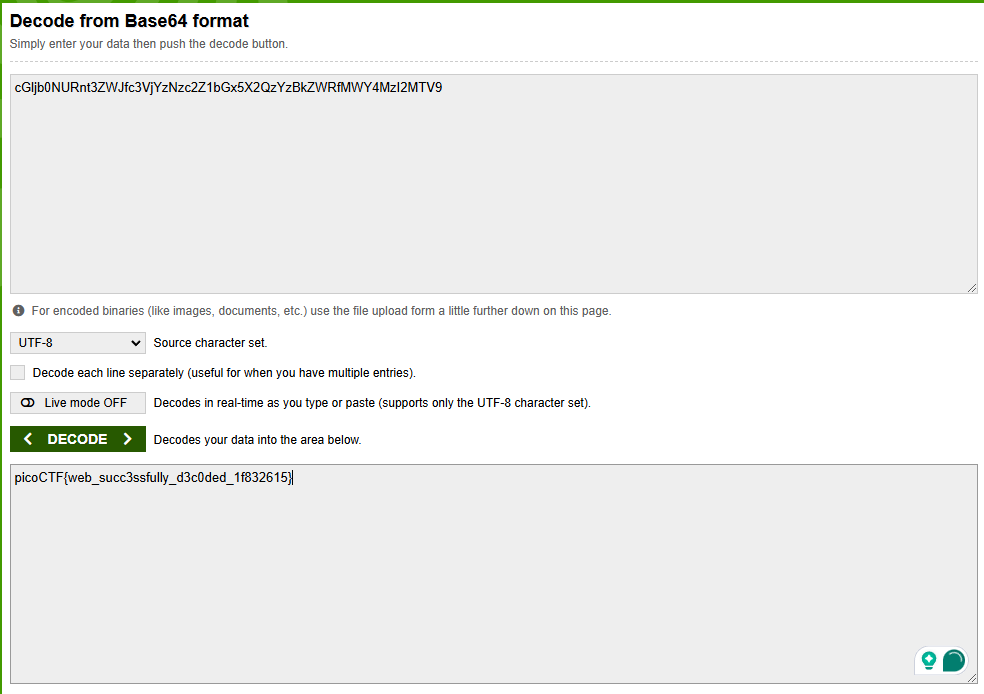 Decode from Base64 format
Simply enter your data then push the decode button.
cGljb0NURnt3ZWJfc3VjYzNzc2Z1bGx5X2QzYzBkZWRfMWY4MzI2MTV9
For encoded binaries (like images, documents, etc.) use the file upload form a little further down on this page.
UTF-8 Source character set.
Decode each line separately (useful for when you have multiple entries).
Live mode OFF Decodes in real-time as you type or paste (supports only the UTF-8 character set).
DECODE Decodes your data into the area below.
picoCTF{web_succ3ssfully_d3c0ded_1f832615}